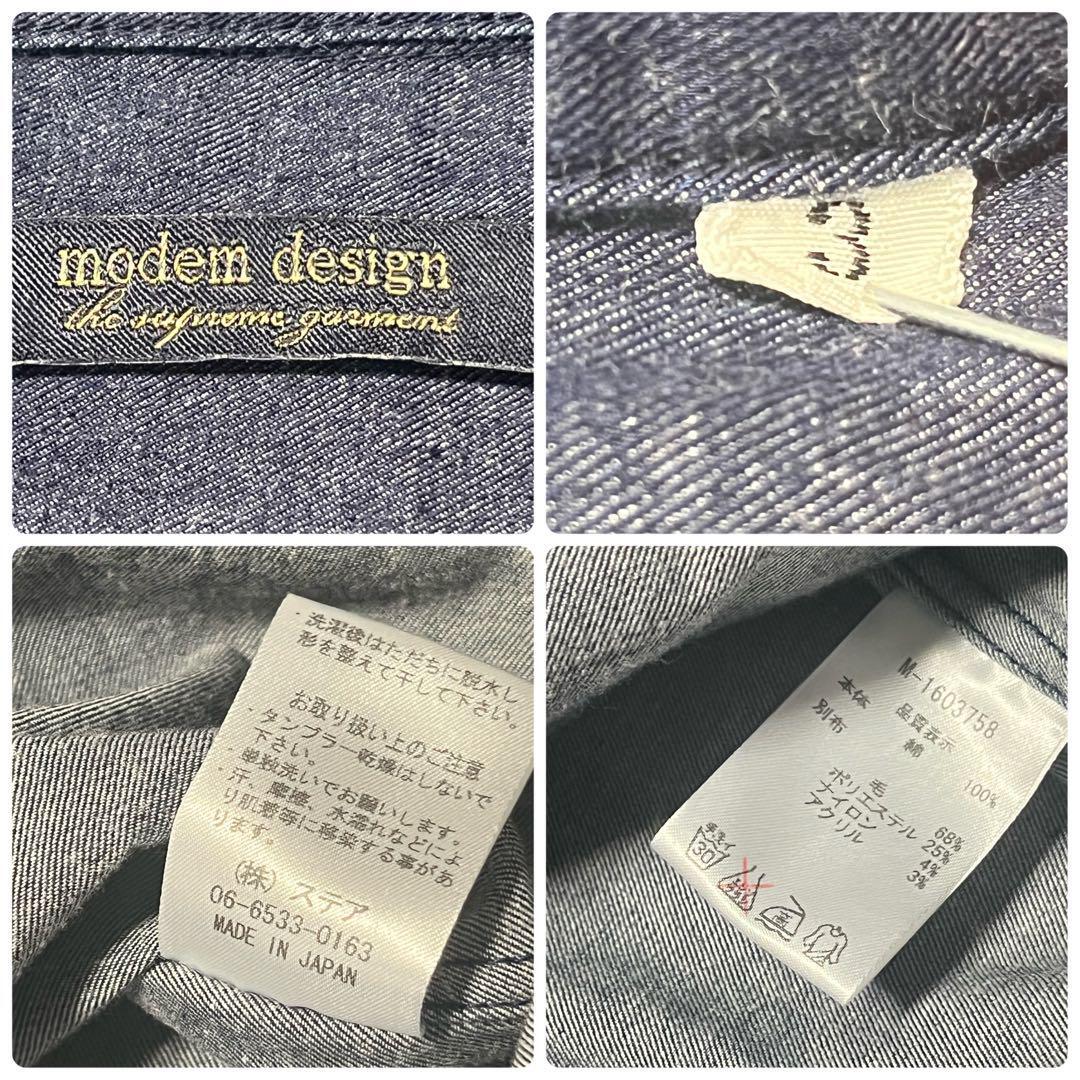 modem design
the supreme garment
・洗濯後はただちに脱水し
形を整えて干して下さい。
お取り扱い上のご注意
・タンブラー乾燥はしないで
下さい。
・単独洗いでお願いします。
・汗、摩擦、水濡れなどによ
り肌着等に移染する事があ
ります。
(株)ステア
06-6533-0163
MADE IN JAPAN
M-1603758
品質表示
本体 綿 100%
別布
毛 68%
ポリエステル 25%
ナイロン 4%
アクリル 3%
手洗イ
30
高